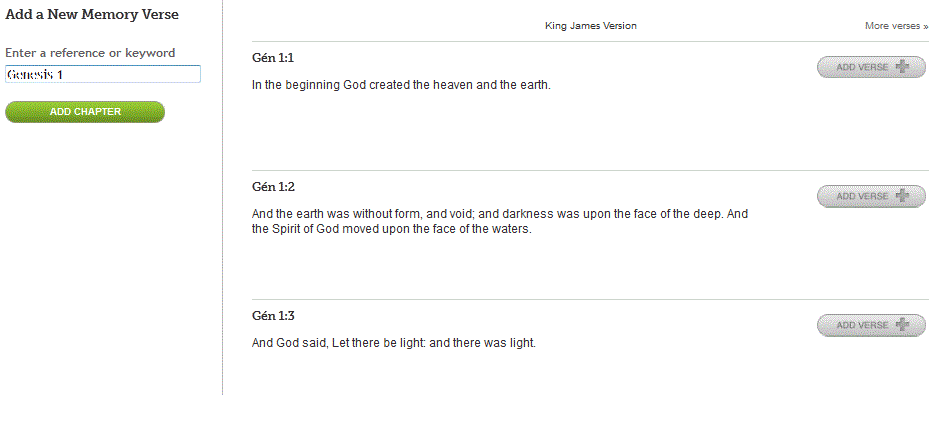 Add a New Memory Verse
Enter a reference or keyword
Genesis 1
ADD CHAPTER
King James Version
More verses »
Gén 1:1
ADD VERSE
In the beginning God created the heaven and the earth.
Gén 1:2
ADD VERSE
And the earth was without form, and void; and darkness was upon the face of the deep. And
the Spirit of God moved upon the face of the waters.
Gén 1:3
ADD VERSE
And God said, Let there be light: and there was light.